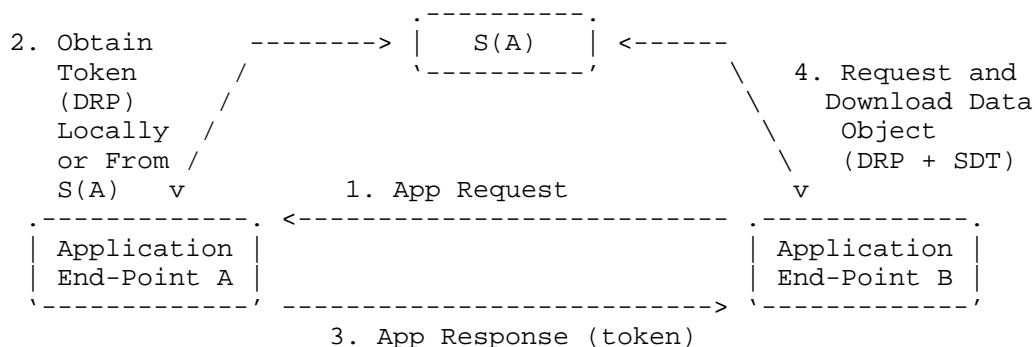 S(A)
2. Obtain
Token
(DRP)
Locally
or From
S(A)
4. Request and
Download Data
Object
(DRP + SDT)
1. App Request
Application
End-Point A
Application
End-Point B
3. App Response (token)